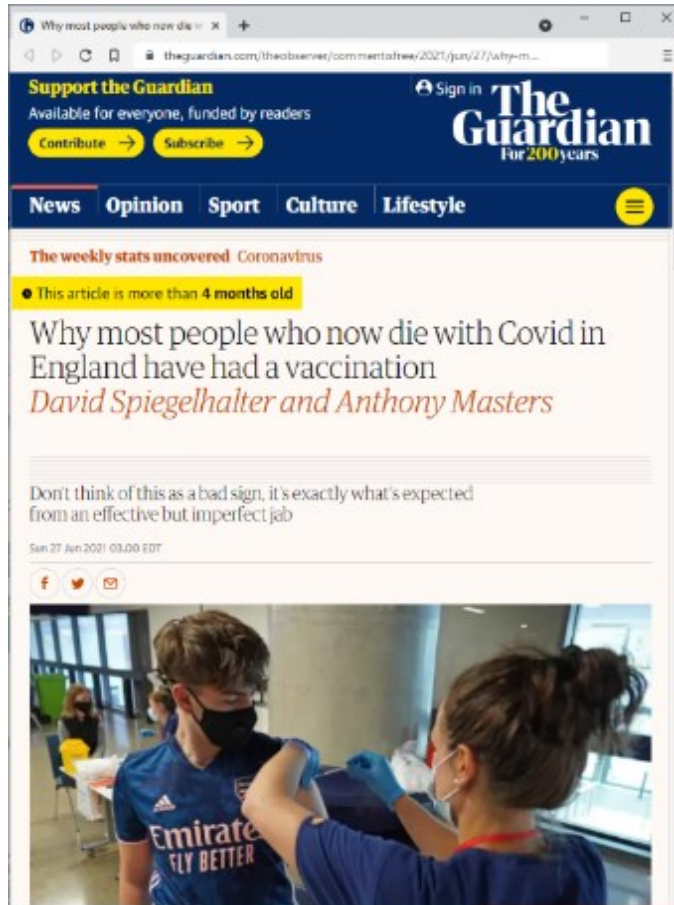 Why most people who now die w
theguardian.com/theobserver/commentisfree/2021/jun/27/why-m...
Support the Guardian
Available for everyone, funded by readers
Contribute → Subscribe →
Sign in
The
Guardian
For 200 years
News Opinion Sport Culture Lifestyle
The weekly stats uncovered Coronavirus
This article is more than 4 months old
Why most people who now die with Covid in
England have had a vaccination
David Spiegelhalter and Anthony Masters
Don't think of this as a bad sign, it's exactly what's expected
from an effective but imperfect jab
Sun 27 Jun 2021 03.00 EDT
Emirate
FLY BETTER